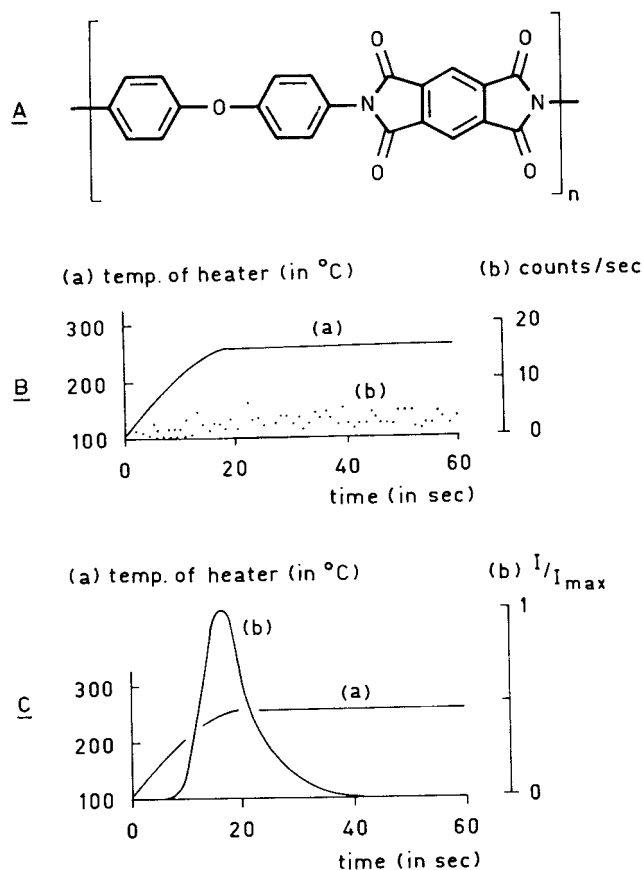 A
O
O
O
N
N
O
O
n
(a) temp. of heater (in °C)
(b) counts/sec
B
300
200
100
(a)
(b)
20
10
0
0
20
40
60
time (in sec)
(a) temp. of heater (in °C)
(b) I/Imax
C
300
200
100
(b)
(a)
1
0
0
20
40
60
time (in sec)